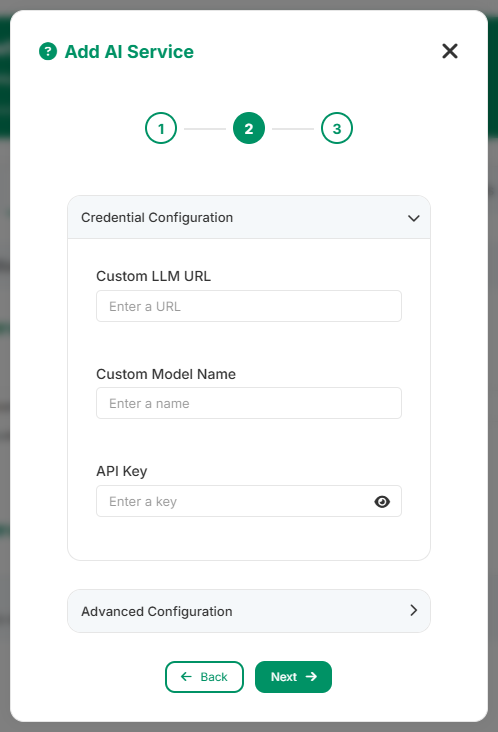 ? Add AI Service
1 2 3
Credential Configuration
Custom LLM URL
Enter a URL
Custom Model Name
Enter a name
API Key
Enter a key
Advanced Configuration
Back Next